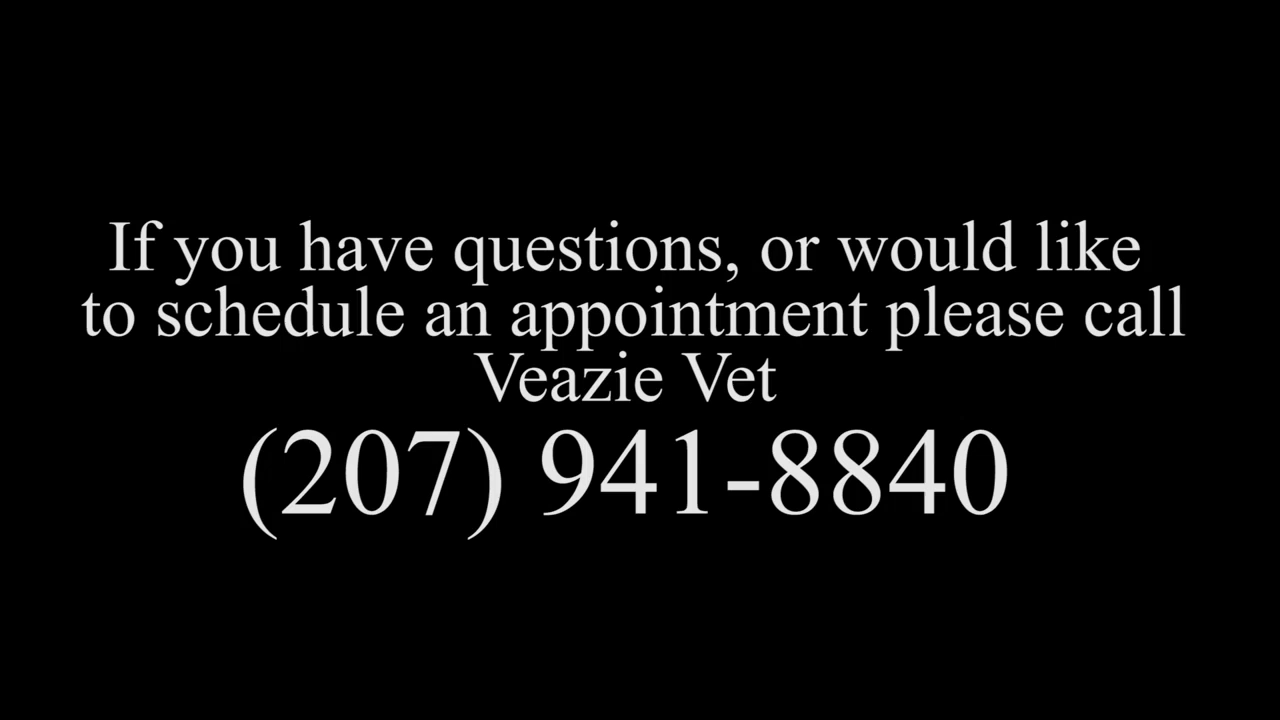 If you have questions, or would like
to schedule an appointment please call
Veazie Vet
(207) 941-8840